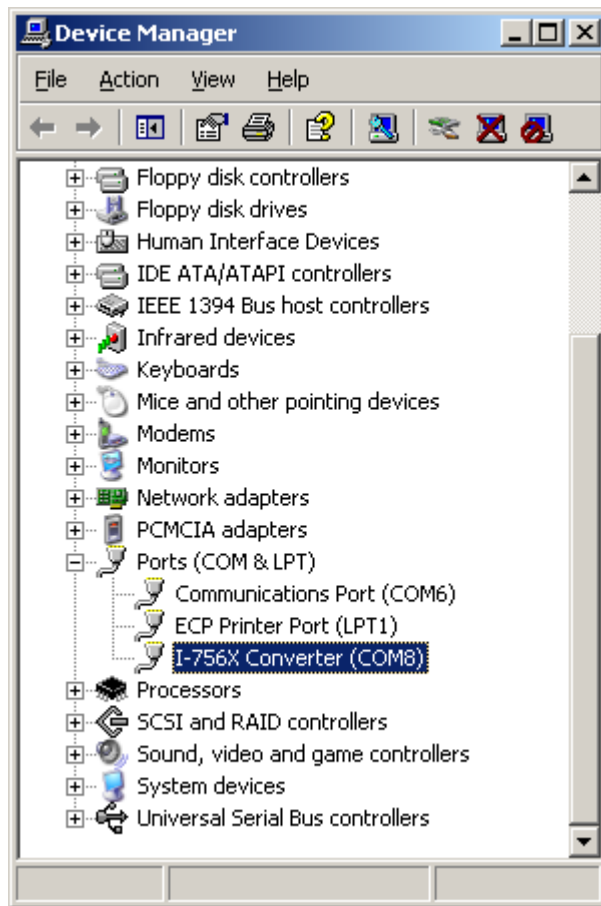 Device Manager
File Action View Help
Floppy disk controllers
Floppy disk drives
Human Interface Devices
IDE ATA/ATAPI controllers
IEEE 1394 Bus host controllers
Infrared devices
Keyboards
Mice and other pointing devices
Modems
Monitors
Network adapters
PCMCIA adapters
Ports (COM & LPT)
Communications Port (COM6)
ECP Printer Port (LPT1)
I-756X Converter (COM8)
Processors
SCSI and RAID controllers
Sound, video and game controllers
System devices
Universal Serial Bus controllers